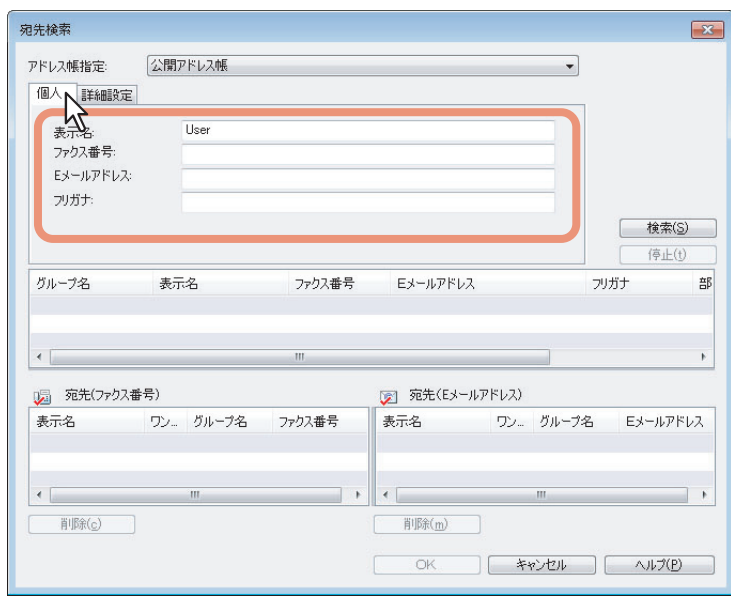 宛先検索
アドレス帳指定: 公開アドレス帳
個人 詳細設定
表示名: User
ファクス番号:
Eメールアドレス:
フリガナ:
検索(S)
停止(t)
グループ名 表示名 ファクス番号 Eメールアドレス フリガナ 部
宛先(ファクス番号) 宛先(Eメールアドレス)
表示名 ワン... グループ名 ファクス番号 表示名 ワン... グループ名 Eメールアドレス
削除(c) 削除(m)
OK キャンセル ヘルプ(P)